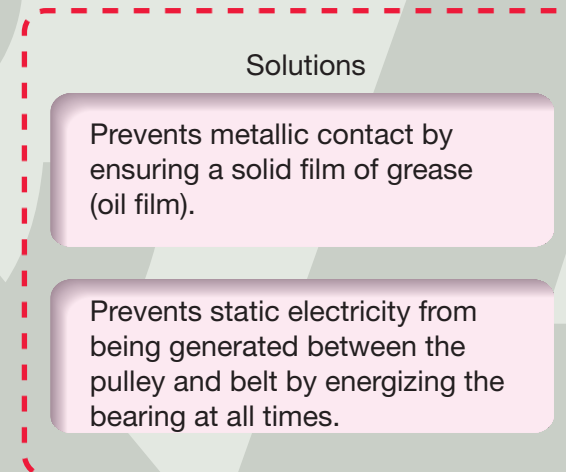 Solutions
Prevents metallic contact by
ensuring a solid film of grease
(oil film).
Prevents static electricity from
being generated between the
pulley and belt by energizing the
bearing at all times.